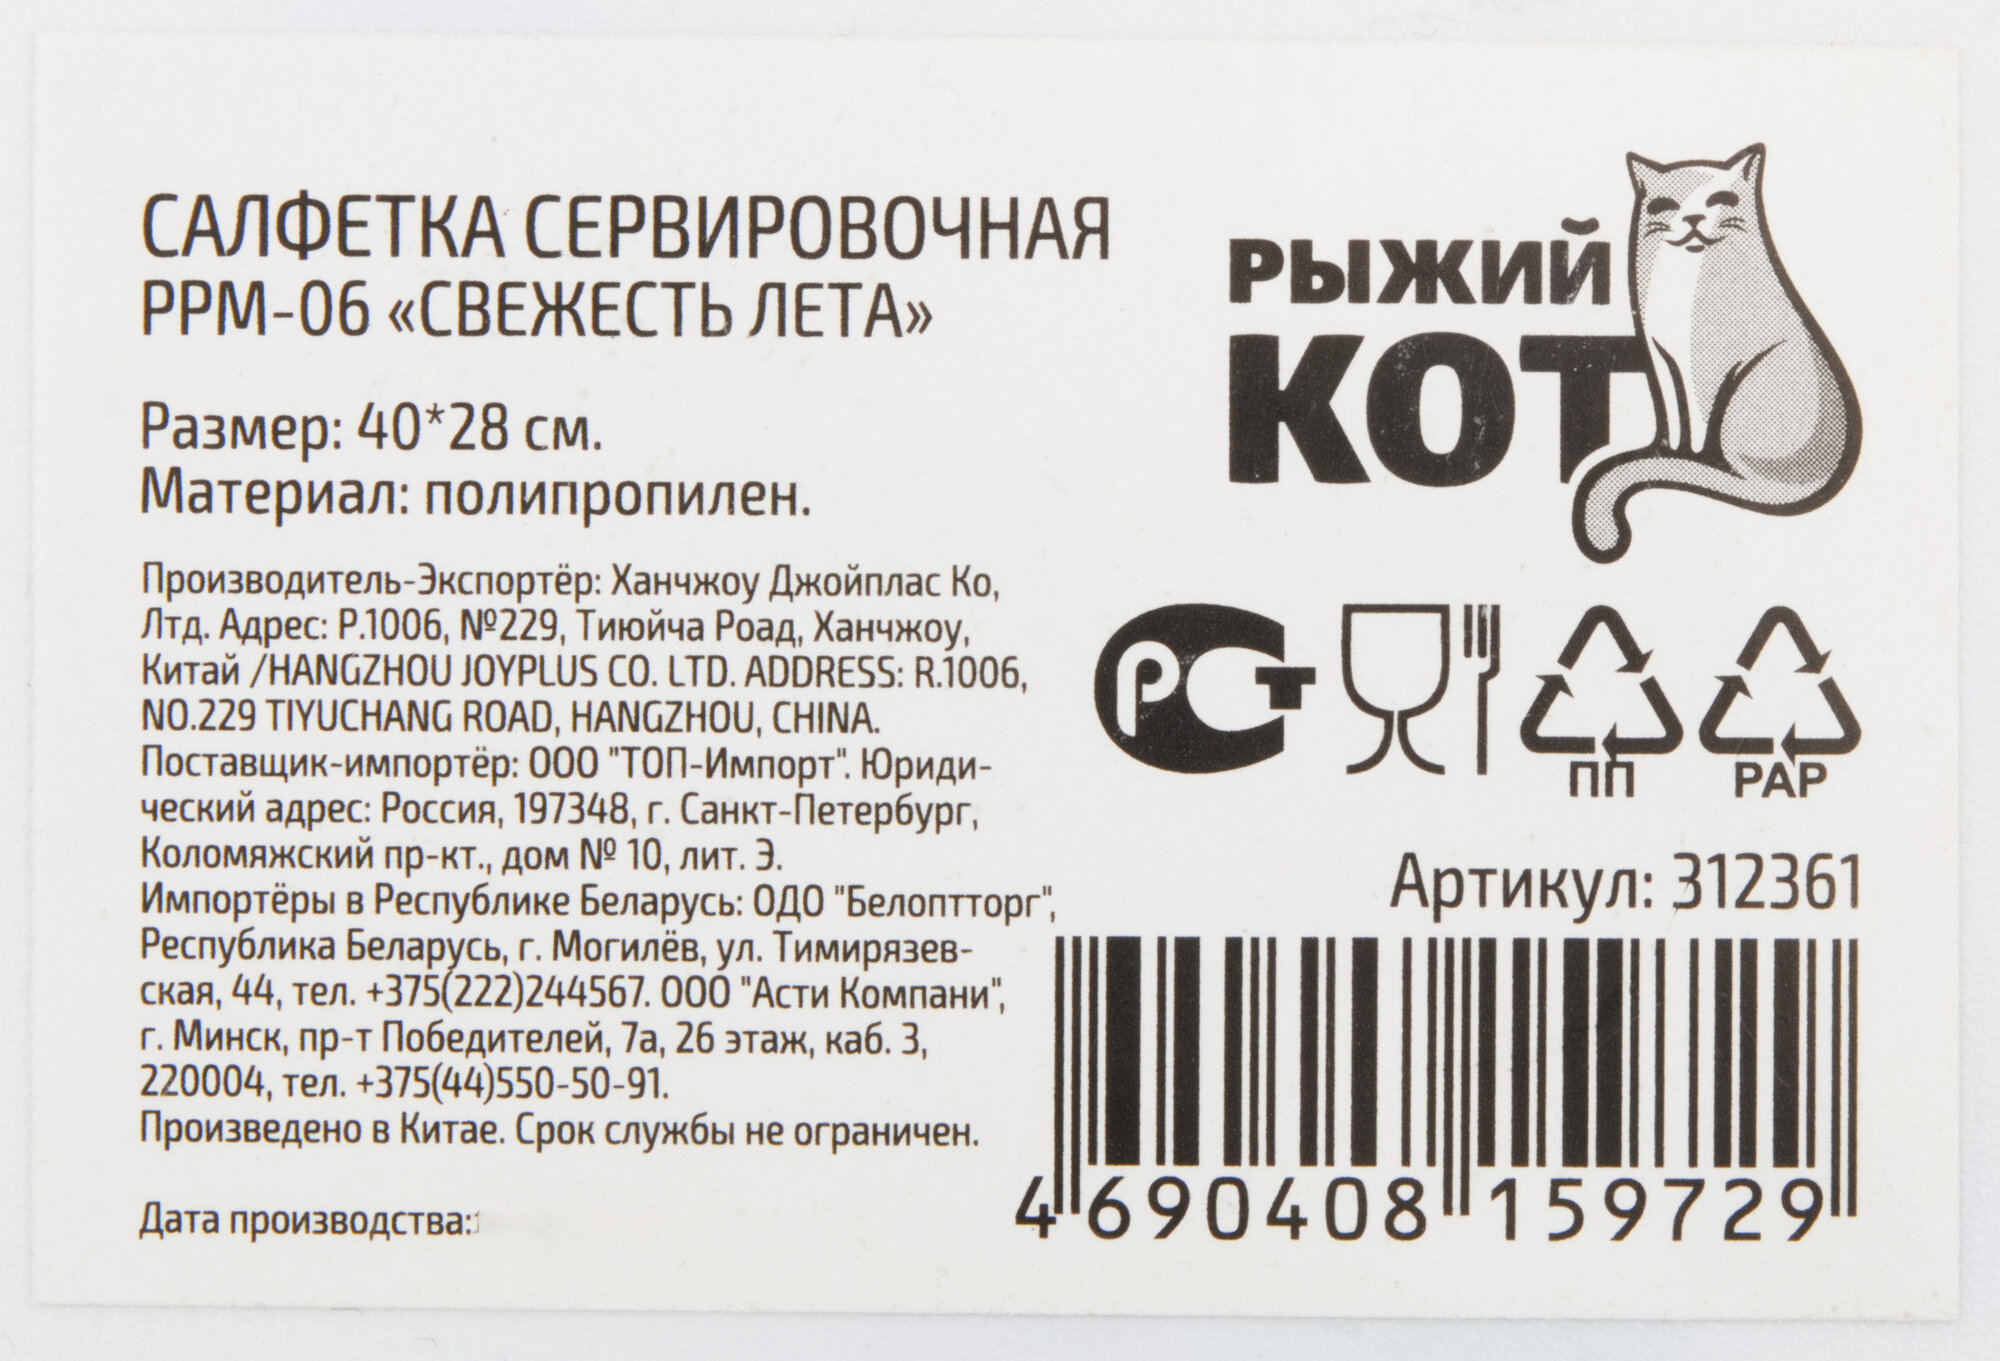 САЛФЕТКА СЕРВИРОВОЧНАЯ
РРМ-06 «СВЕЖЕСТЬ ЛЕТА»
Размер: 40*28 см.
Материал: полипропилен.
Производитель-Экспортёр: Ханчжоу Джойплас Ко,
Лтд. Адрес: Р.1006, №229, Тиюйча Роад, Ханчжоу,
Китай /HANGZHOU JOYPLUS CO. LTD. ADDRESS: R.1006,
NO.229 TIYUCHANG ROAD, HANGZHOU, CHINA.
Поставщик-импортёр: ООО "ТОП-Импорт". Юриди-
ческий адрес: Россия, 197348, г. Санкт-Петербург,
Коломяжский пр-кт., дом № 10, лит. Э.
Импортёры в Республике Беларусь: ОДО "Белоптторг",
Республика Беларусь, г. Могилёв, ул. Тимирязев-
ская, 44, тел. +375(222)244567. ООО "Асти Компани",
г. Минск, пр-т Победителей, 7а, 26 этаж, каб. 3,
220004, тел. +375(44)550-50-91.
Произведено в Китае. Срок службы не ограничен.
Дата производства:
РЫЖИЙ
КОТ
РСТ
ПП
PAP
Артикул: 312361
4 690408 159729